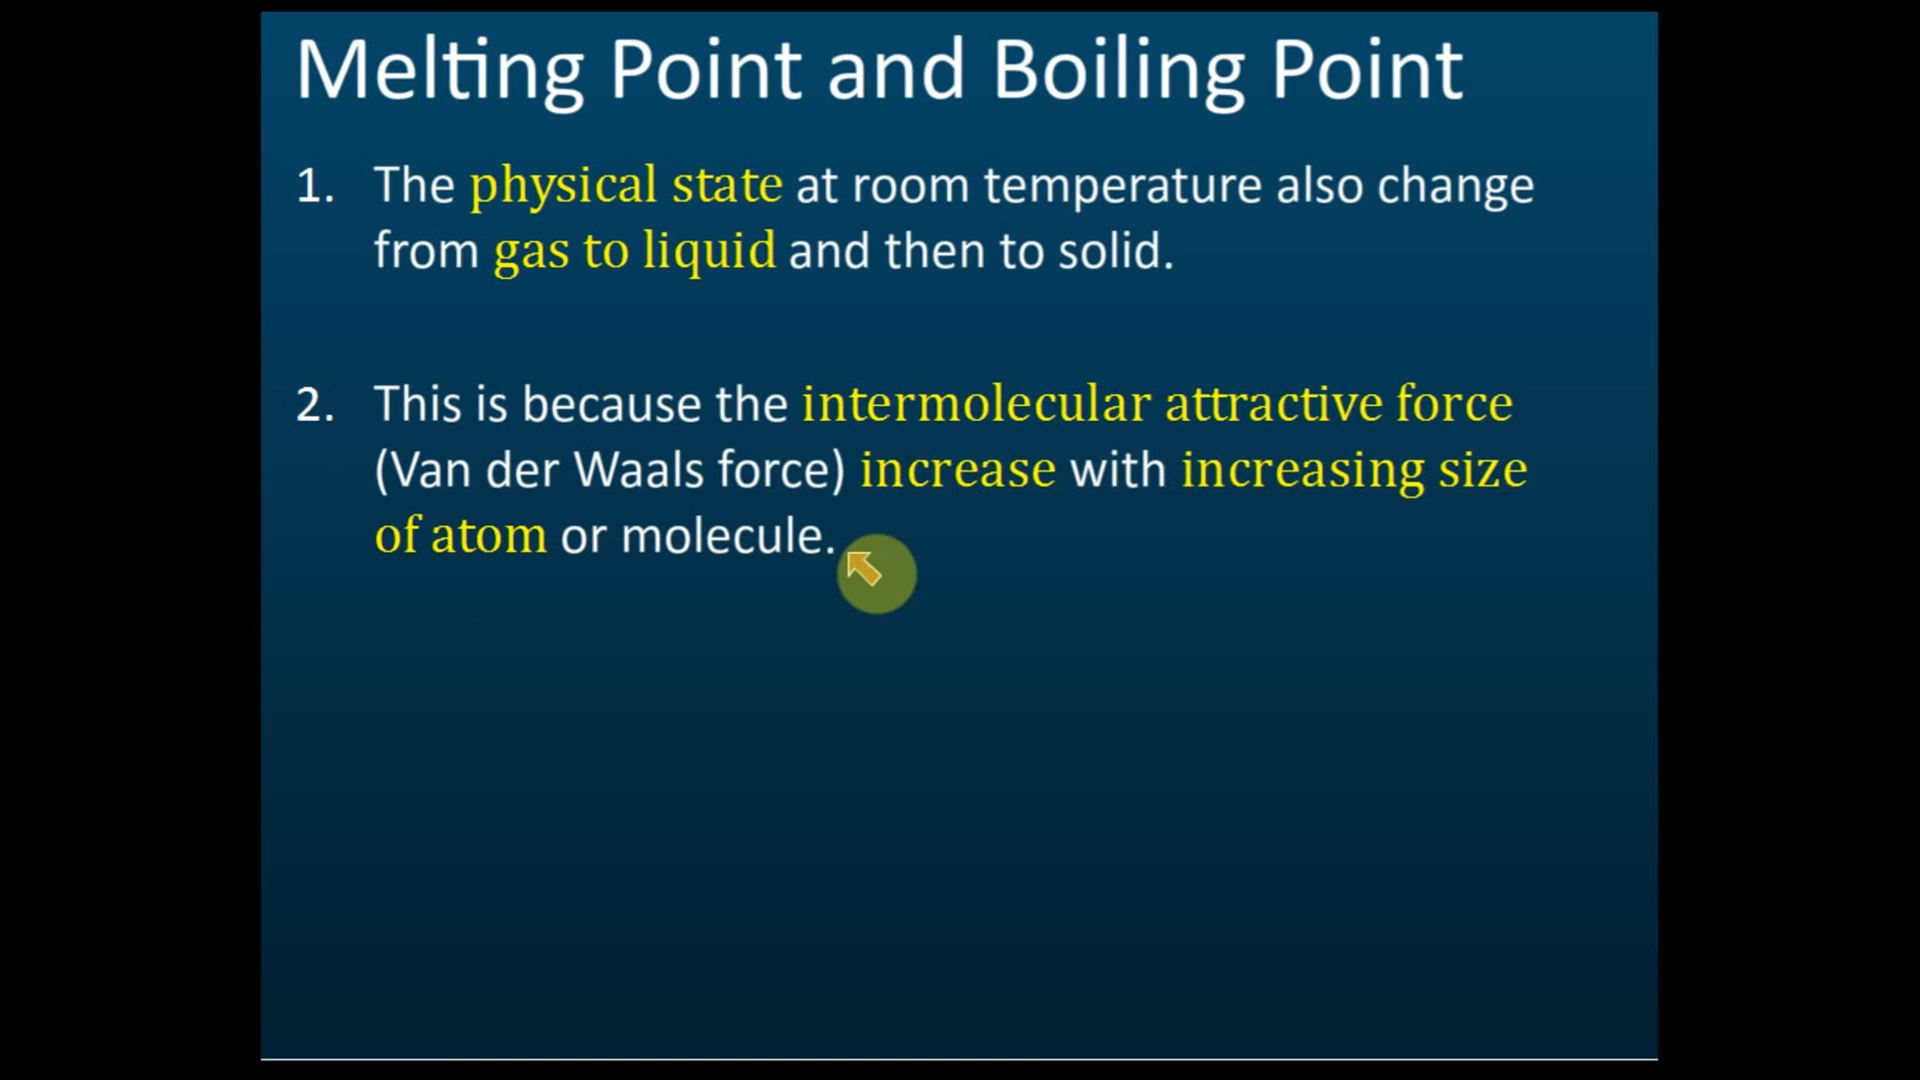 Melting Point and Boiling Point
1. The physical state at room temperature also change
from gas to liquid and then to solid.
2. This is because the intermolecular attractive force
(Van der Waals force) increase with increasing size
of atom or molecule.